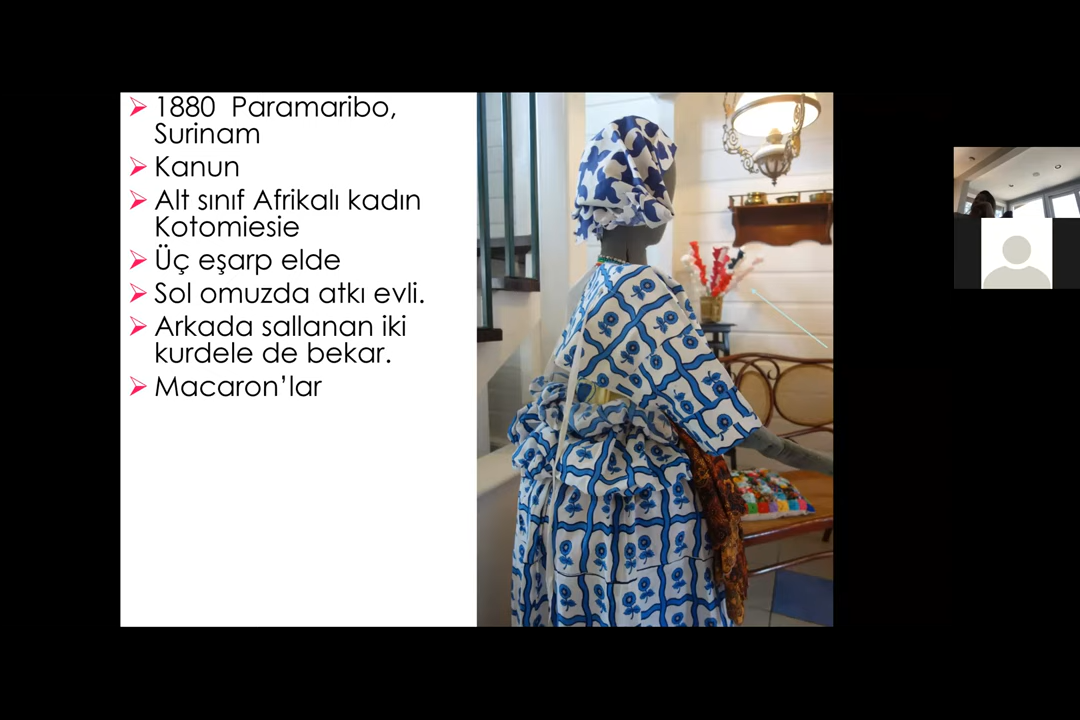 1880 Paramaribo,
Surinam
Kanun
Alt sınıf Afrikalı kadın
Kotomiesie
Üç eşarp elde
Sol omuzda atkı evli.
Arkada sallanan iki
kurdele de bekar.
Macaron’lar